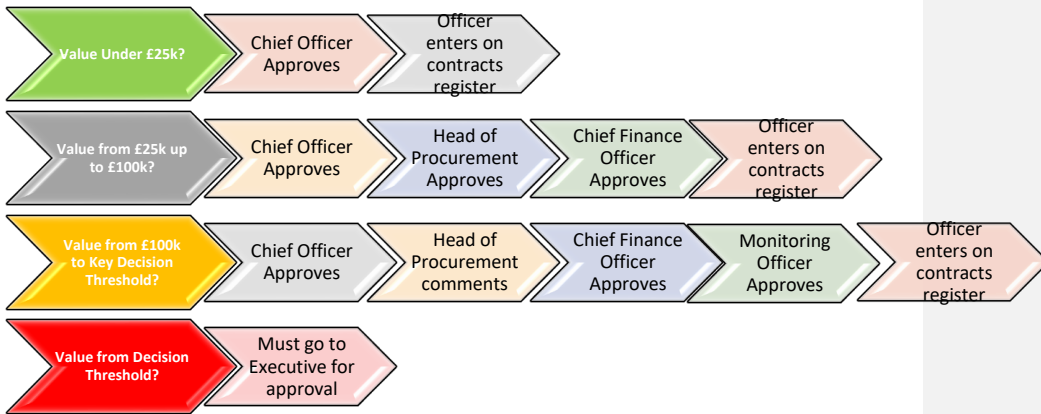 Value Under £25k?
Chief Officer
Approves
Officer
enters on
contracts
register
Value from £25k up
to £100k?
Chief Officer
Approves
Head of
Procurement
Approves
Chief Finance
Officer
Approves
Officer
enters on
contracts
register
Value from £100k
to Key Decision
Threshold?
Chief Officer
Approves
Head of
Procurement
comments
Chief Finance
Officer
Approves
Monitoring
Officer
Approves
Officer
enters on
contracts
register
Value from Decision
Threshold?
Must go to
Executive for
approval